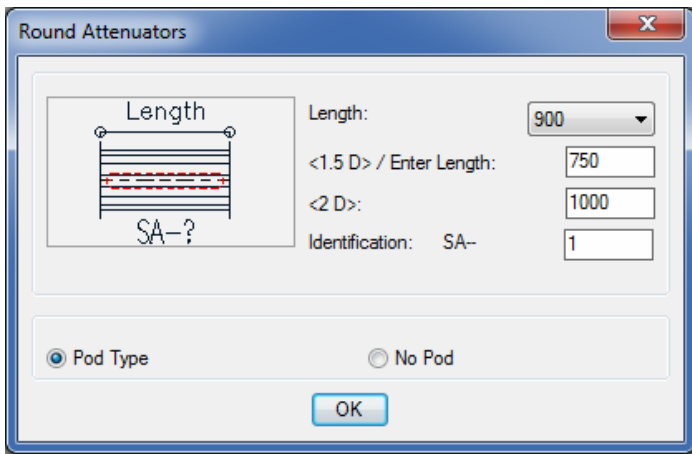 Round Attenuators
Length
SA-?
Length: 900
<1.5 D> / Enter Length: 750
<2 D>: 1000
Identification: SA-- 1
Pod Type No Pod
OK